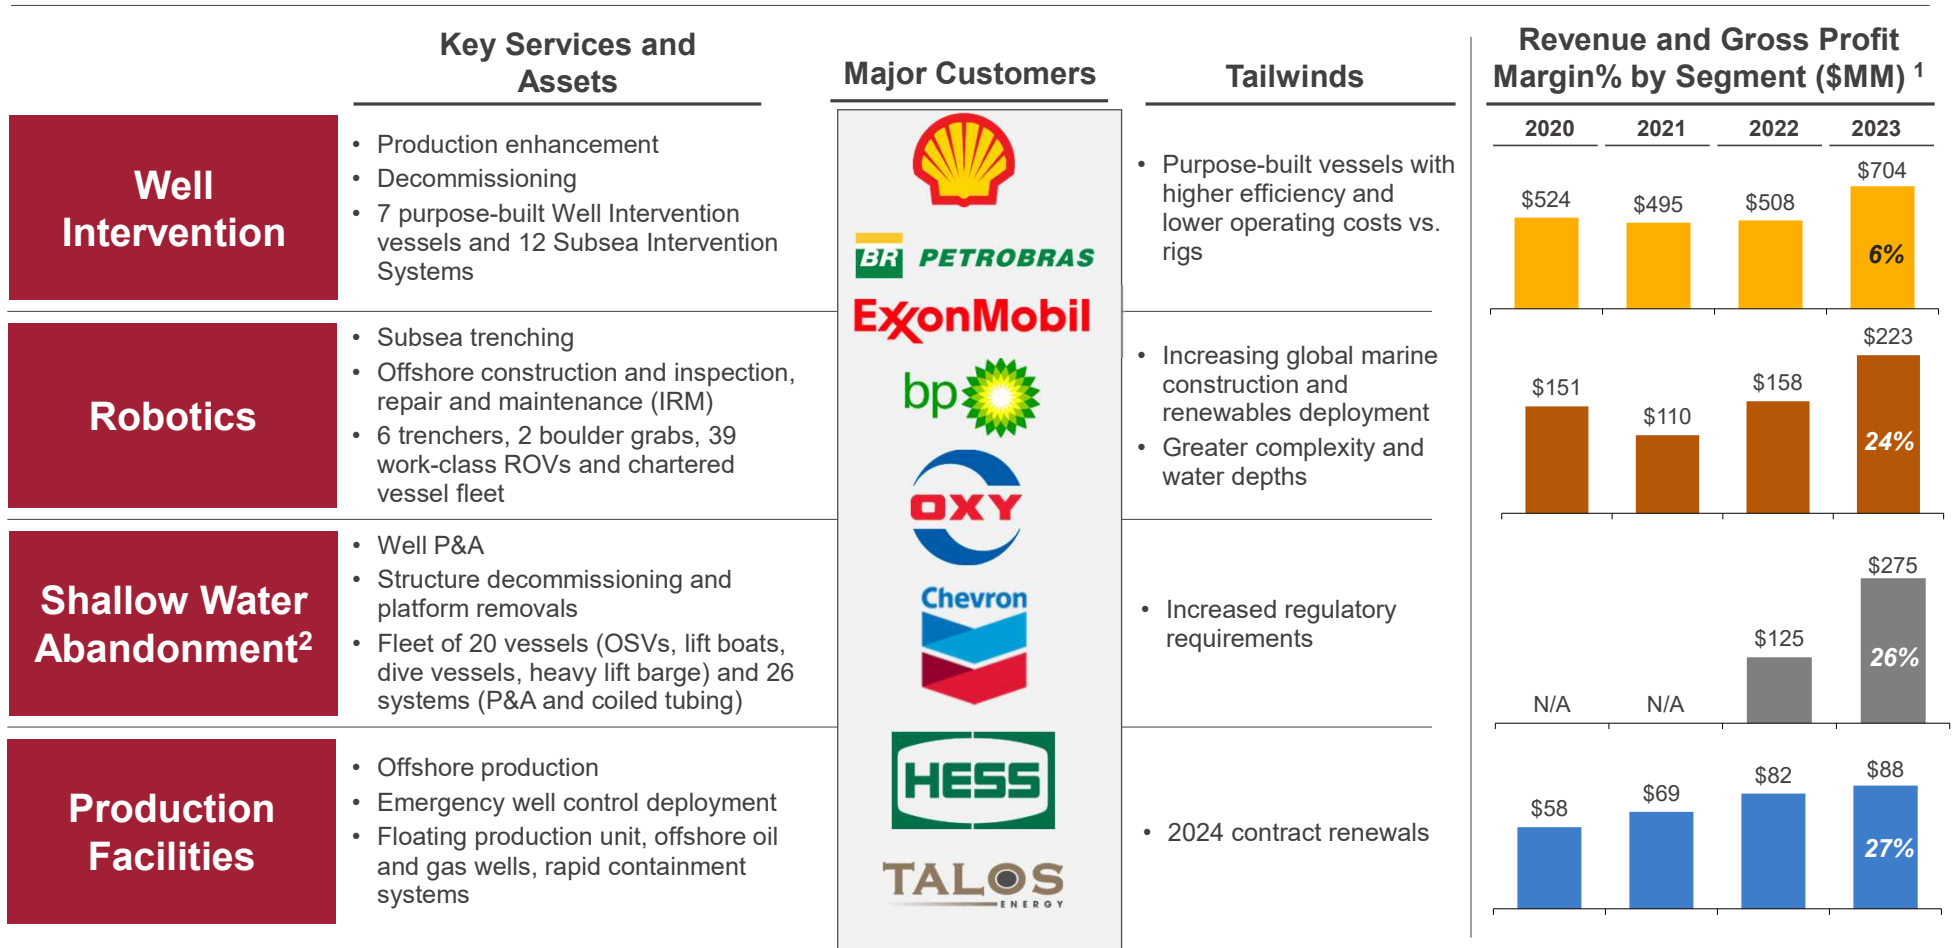 Key Services and
Assets
Major Customers
Tailwinds
Revenue and Gross Profit
Margin% by Segment ($MM) 1
2020 2021 2022 2023
Well
Intervention
• Production enhancement
• Decommissioning
• 7 purpose-built Well Intervention
vessels and 12 Subsea Intervention
Systems
• Purpose-built vessels with
higher efficiency and
lower operating costs vs.
rigs
$524 $495 $508 $704
6%
Robotics
• Subsea trenching
• Offshore construction and inspection,
repair and maintenance (IRM)
• 6 trenchers, 2 boulder grabs, 39
work-class ROVs and chartered
vessel fleet
• Increasing global marine
construction and
renewables deployment
• Greater complexity and
water depths
$151 $110 $158 $223
24%
Shallow Water
Abandonment2
• Well P&A
• Structure decommissioning and
platform removals
• Fleet of 20 vessels (OSVs, lift boats,
dive vessels, heavy lift barge) and 26
systems (P&A and coiled tubing)
• Increased regulatory
requirements
N/A N/A $125 $275
26%
Production
Facilities
• Offshore production
• Emergency well control deployment
• Floating production unit, offshore oil
and gas wells, rapid containment
systems
• 2024 contract renewals
$58 $69 $82 $88
27%
BR PETROBRAS
ExxonMobil
bp
OXY
Chevron
HESS
TALOS
ENERGY